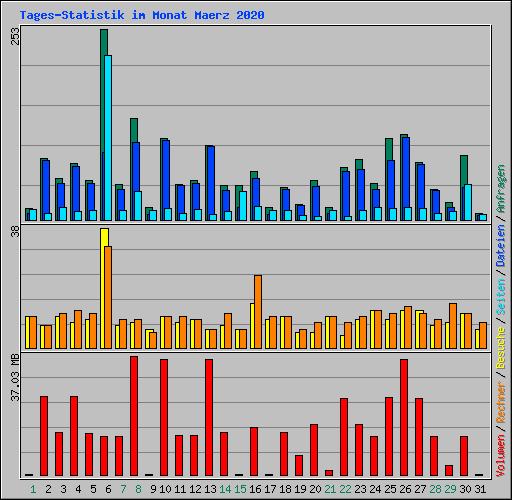 Tages-Statistik im Monat Maerz 2020
253
38
37.03 MB
Volumen / Rechner / Besuche / Seiten / Dateien / Anfragen
1 2 3 4 5 6 7 8 9 10 11 12 13 14 15 16 17 18 19 20 21 22 23 24 25 26 27 28 29 30 31